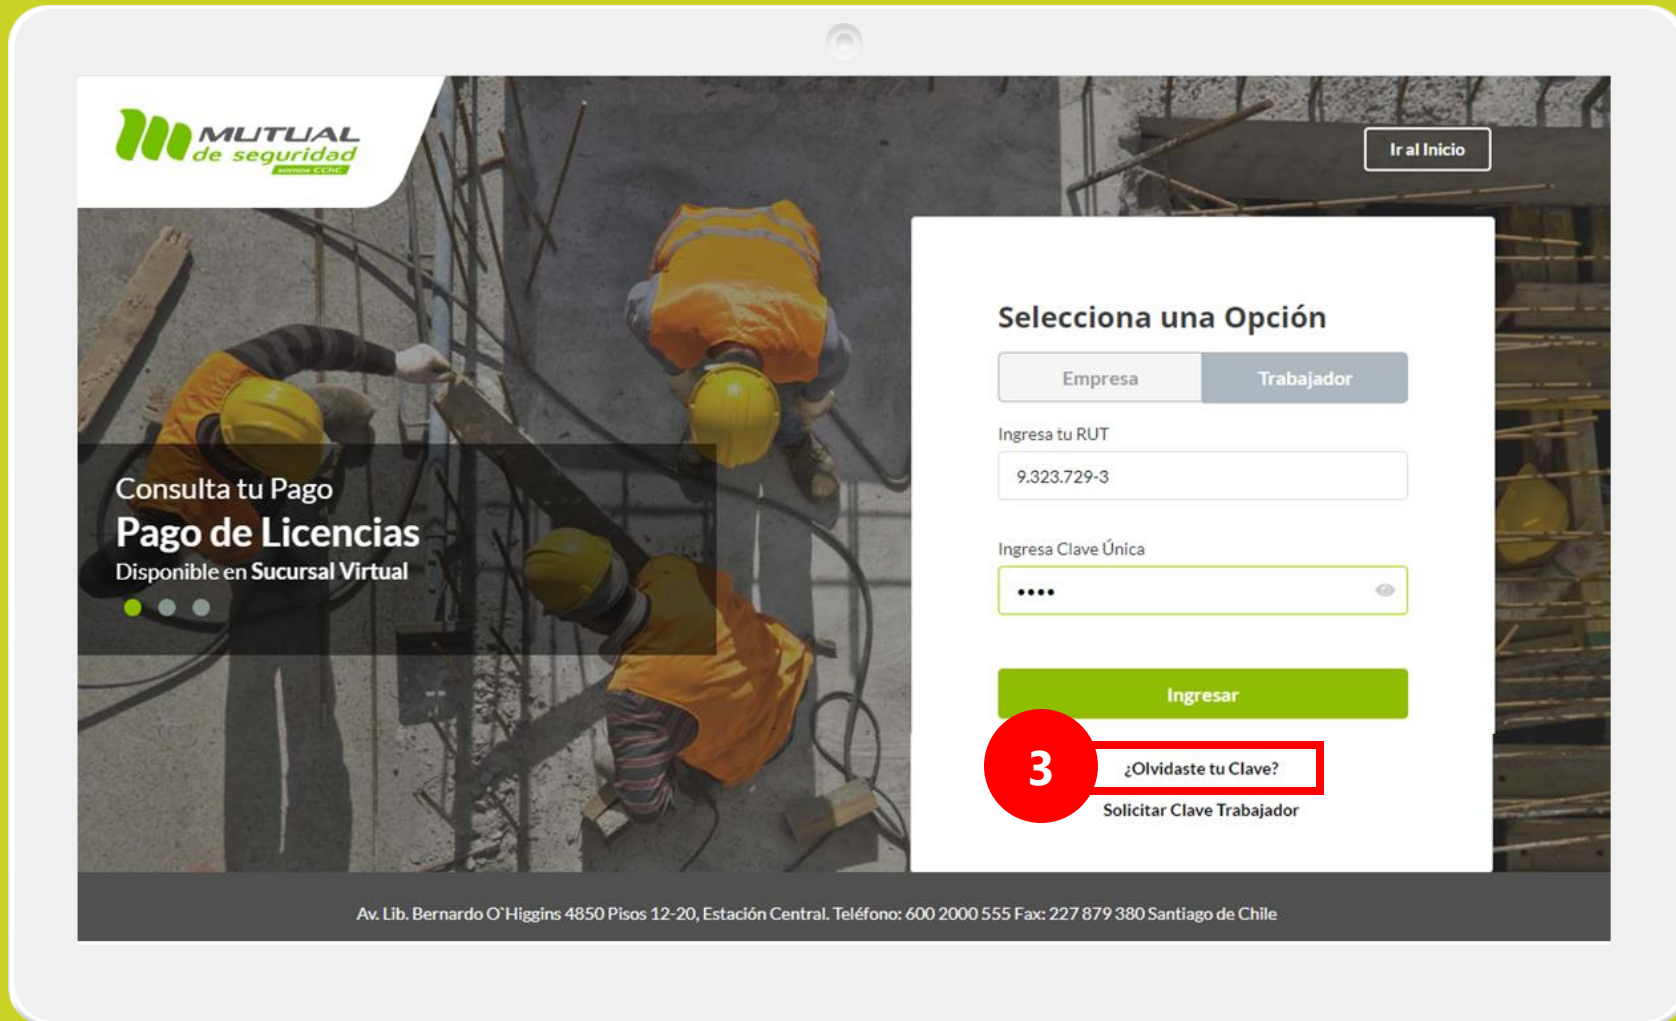 MUTUAL
de seguridad
somos CChC
Ir al Inicio
Consulta tu Pago
Pago de Licencias
Disponible en Sucursal Virtual
Selecciona una Opción
Empresa
Trabajador
Ingresa tu RUT
9.323.729-3
Ingresa Clave Única
••••
Ingresar
3
¿Olvidaste tu Clave?
Solicitar Clave Trabajador
Av. Lib. Bernardo O`Higgins 4850 Pisos 12-20, Estación Central. Teléfono: 600 2000 555 Fax: 227 879 380 Santiago de Chile